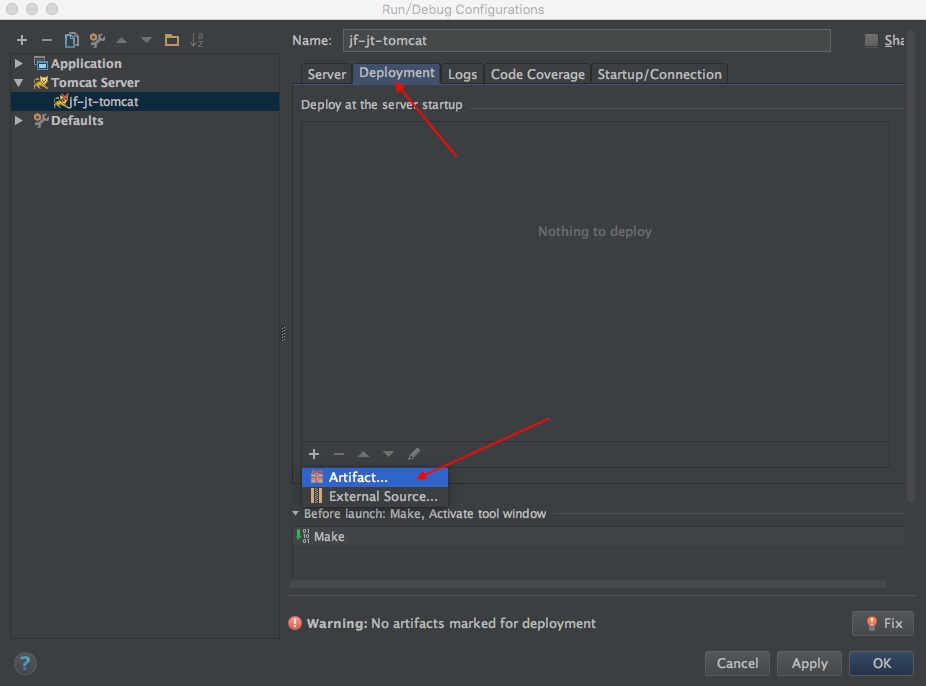 Run/Debug Configurations
Name: jf-jt-tomcat
Application
Tomcat Server
jf-jt-tomcat
Defaults
Server Deployment Logs Code Coverage Startup/Connection
Deploy at the server startup
Nothing to deploy
Artifact...
External Source...
Before launch: Make, Activate tool window
Make
Warning: No artifacts marked for deployment
Fix
? Cancel Apply OK